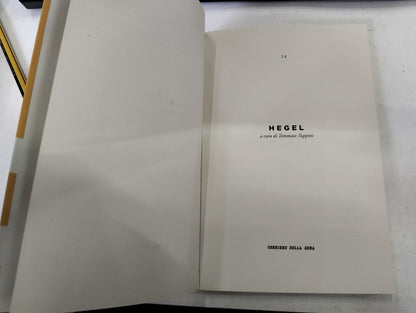 14
HEGEL
a cura di Tommaso Tuppini
CORRIERE DELLA SERA